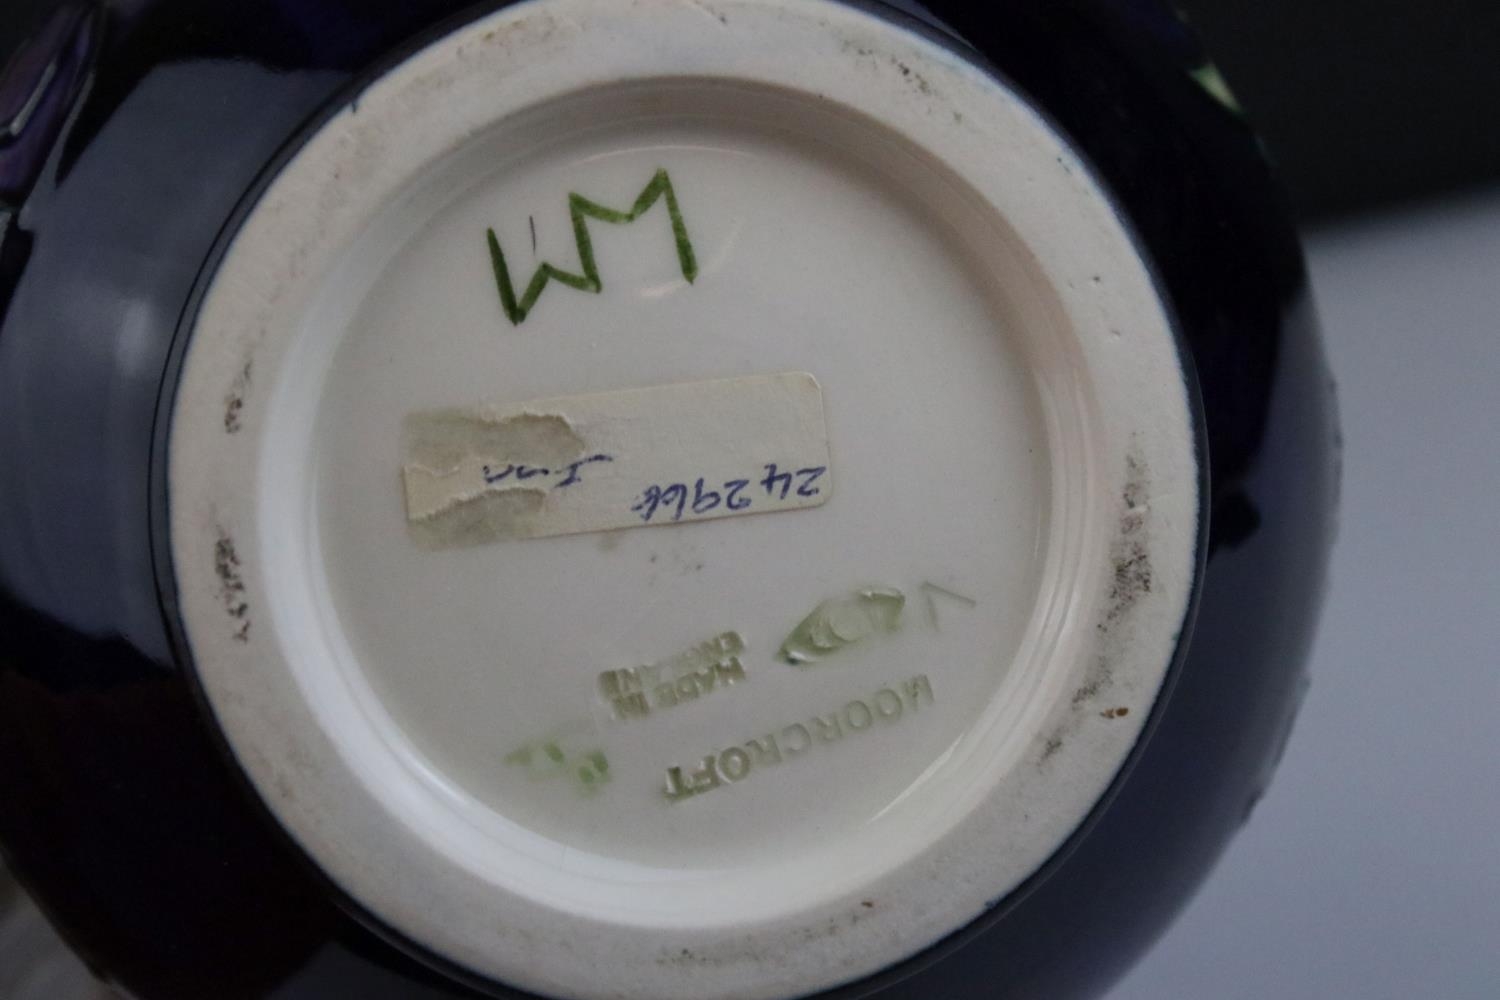 MOORCROFT
MADE IN
ENGLAND
242966
WM